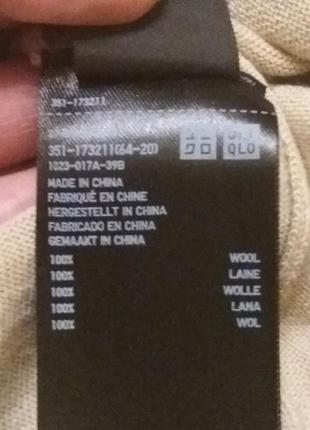 351-173211
351-173211(64-20)
1023-017A-39B
UNI
QLO
MADE IN CHINA
FABRIQUÉ EN CHINE
HERGESTELLT IN CHINA
FABRICADO EN CHINA
GEMAAKT IN CHINA
100% WOOL
100% LAINE
100% WOLLE
100% LANA
100% WOL